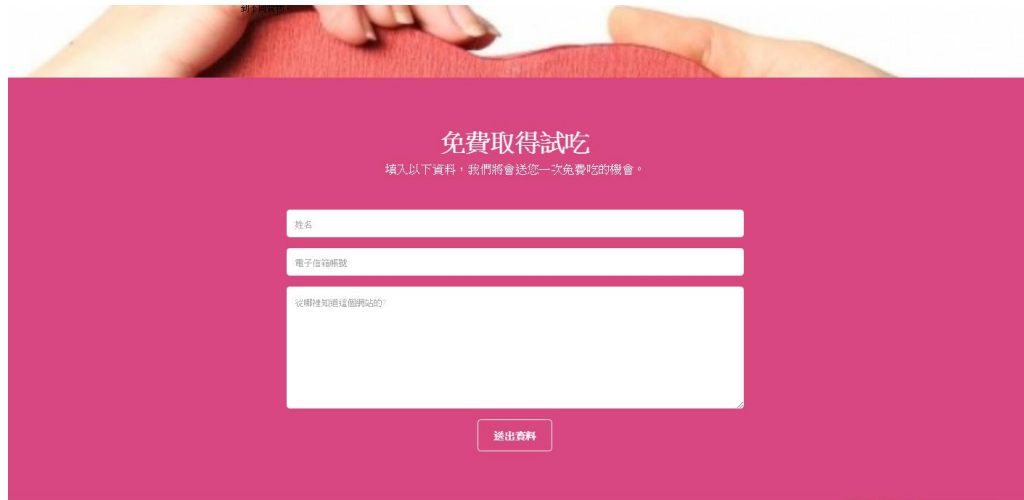 免費取得試吃
填入以下資料，我們將會送您一次免費吃的機會。
姓名
電子信箱帳號
從哪裡知道這個網站的?
送出資料